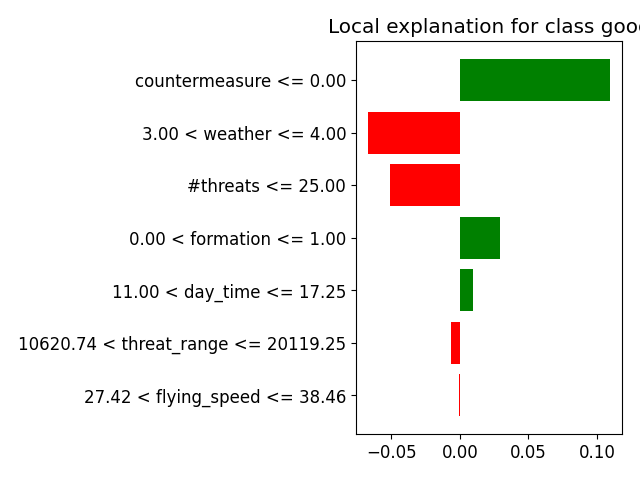 Local explanation for class goo
countermeasure <= 0.00
3.00 < weather <= 4.00
#threats <= 25.00
0.00 < formation <= 1.00
11.00 < day_time <= 17.25
10620.74 < threat_range <= 20119.25
27.42 < flying_speed <= 38.46
−0.05 0.00 0.05 0.10